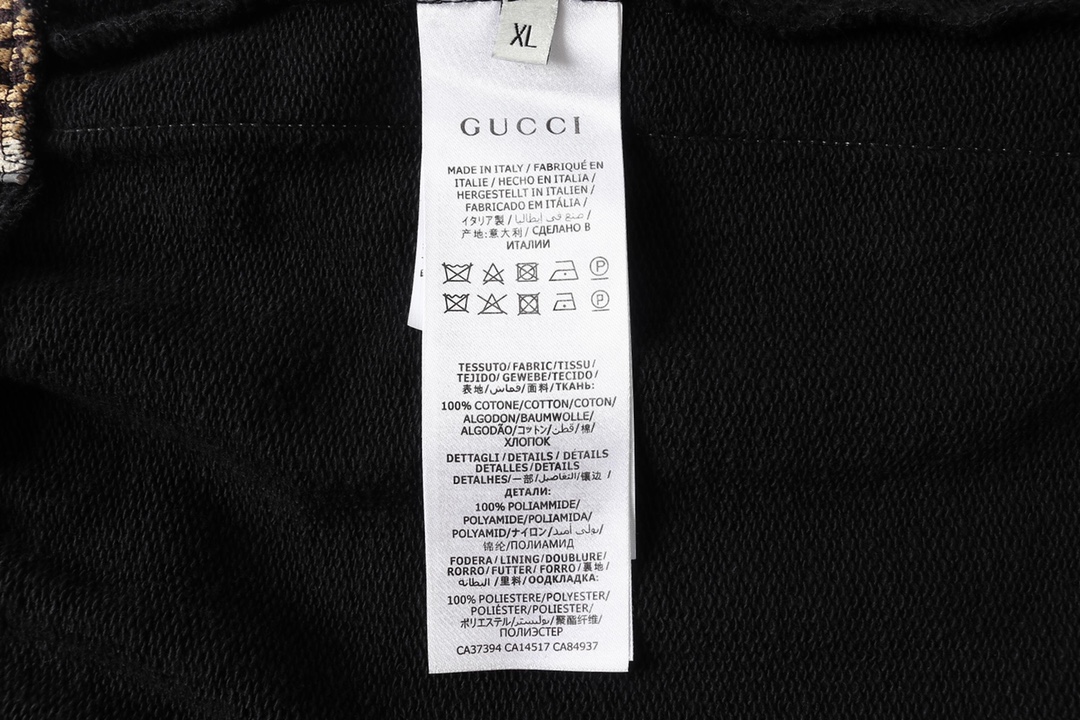 XL
GUCCI
MADE IN ITALY / FABRIQUÉ EN
ITALIE / HECHO EN ITALIA /
HERGESTELLT IN ITALIEN /
FABRICADO EM ITÁLIA /
イタリア製 / صنع في إيطاليا /
产地:意大利 / СДЕЛАНО В
ИТАЛИИ
P
P
TESSUTO/FABRIC/TISSU/
TEJIDO/GEWEBE/TECIDO/
表地/قماش/面料/ТКАНЬ:
100% COTONE/COTTON/COTON/
ALGODON/BAUMWOLLE/
ALGODÃO/コットン/قطن/棉/
ХЛОПОК
DETTAGLI/DETAILS/DÉTAILS
DETALLES/DETAILS
DETALHES/一部/التفاصيل/镶边 /
ДЕТАЛИ:
100% POLIAMMIDE/
POLYAMIDE/POLIAMIDA/
POLYAMID/ナイロン/بولي أميد/
锦纶/ПОЛИАМИД
FODERA/LINING/DOUBLURE/
RORRO/FUTTER/FORRO/裏地/
البطانة /里料/ООДКЛАДКА:
100% POLIESTERE/POLYESTER/
POLIÉSTER/POLIESTER/
ポリエステル/بوليستر/聚酯纤维/
ПОЛИЭСТЕР
CA37394 CA14517 CA84937